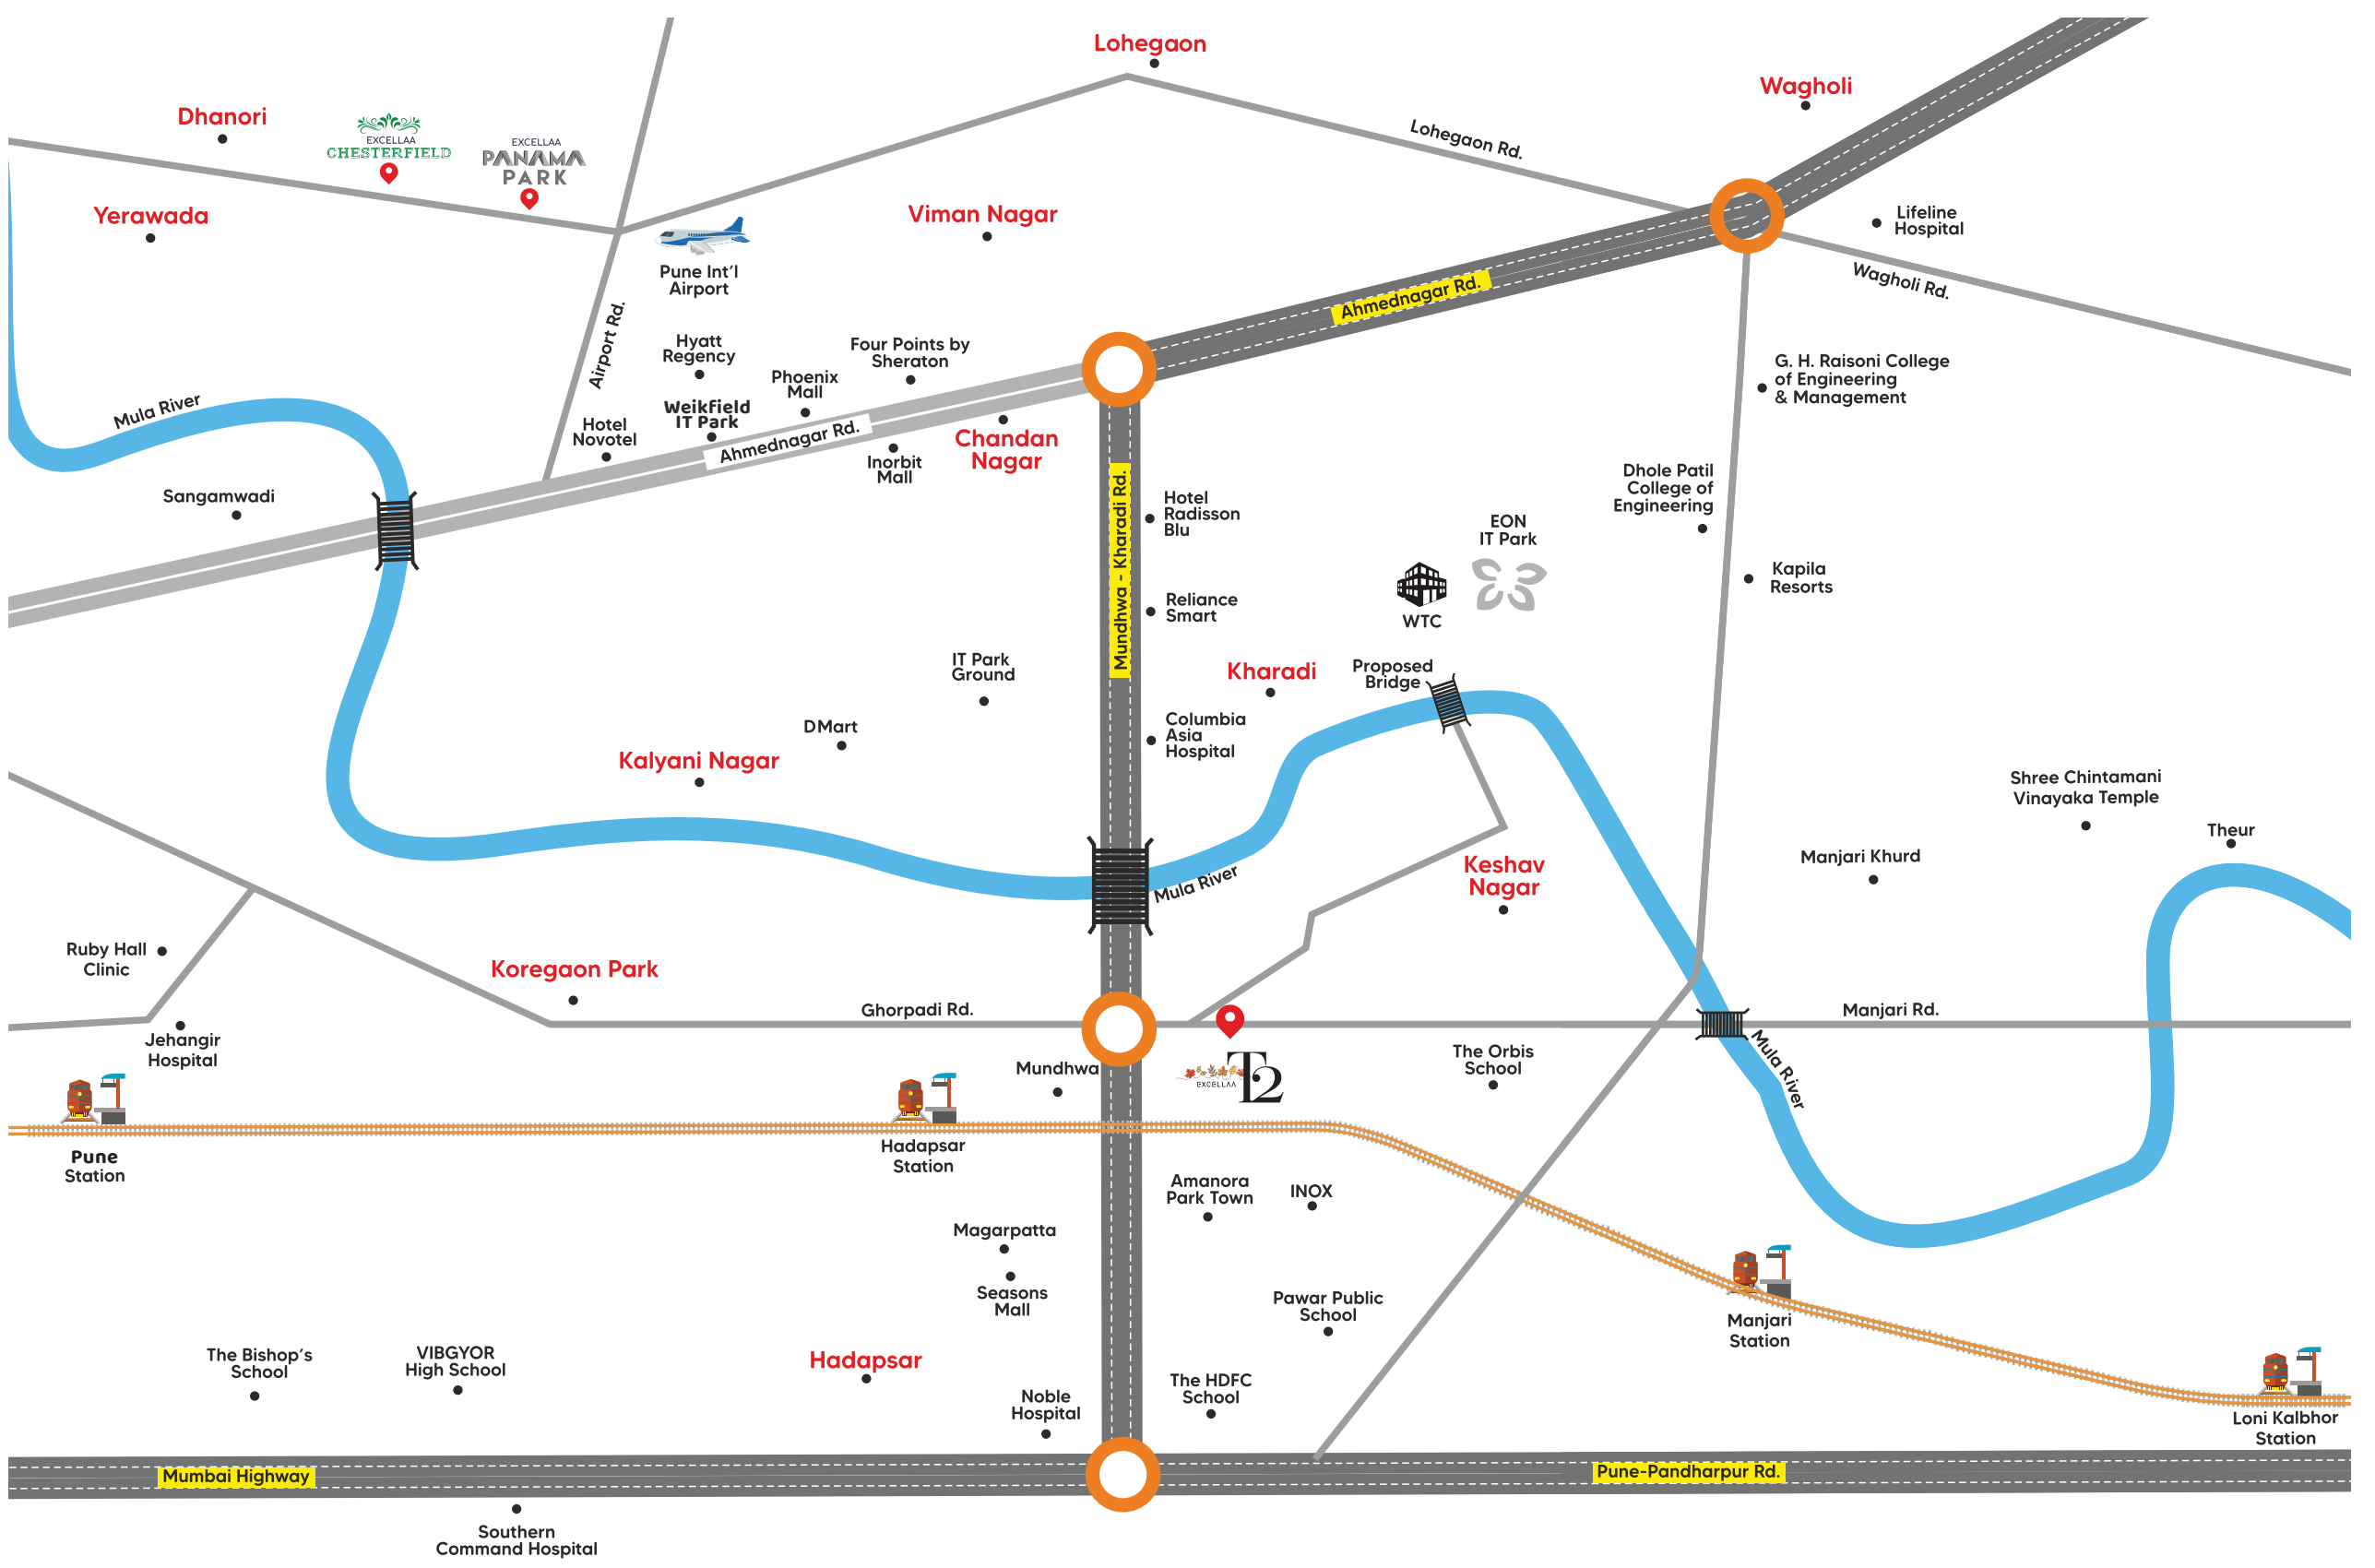 Lohegaon
Wagholi
Dhanori
EXCELLAA
CHESTERFIELD
EXCELLAA
PANAMA
PARK
Lohegaon Rd.
Yerawada
Viman Nagar
Lifeline
Hospital
Pune Int'l
Airport
Wagholi Rd.
Ahmednagar Rd.
Airport Rd.
Hyatt
Regency
Four Points by
Sheraton
Phoenix
Mall
G. H. Raisoni College
of Engineering
& Management
Mula River
Weikfield
IT Park
Hotel
Novotel
Ahmednagar Rd.
Chandan
Nagar
Inorbit
Mall
Sangamwadi
Mundhwa - Kharadi Rd.
Hotel
Radisson
Blu
Dhole Patil
College of
Engineering
EON
IT Park
WTC
Kapila
Resorts
Reliance
Smart
IT Park
Ground
Kharadi
Proposed
Bridge
DMart
Columbia
Asia
Hospital
Kalyani Nagar
Shree Chintamani
Vinayaka Temple
Theur
Manjari Khurd
Keshav
Nagar
Mula River
Ruby Hall
Clinic
Koregaon Park
Ghorpadi Rd.
Manjari Rd.
Jehangir
Hospital
Mundhwa
EXCELLAA
T2
The Orbis
School
Mula River
Pune
Station
Hadapsar
Station
Amanora
Park Town
INOX
Magarpatta
Seasons
Mall
Pawar Public
School
Manjari
Station
The Bishop's
School
VIBGYOR
High School
Hadapsar
Noble
Hospital
The HDFC
School
Loni Kalbhor
Station
Mumbai Highway
Pune-Pandharpur Rd.
Southern
Command Hospital